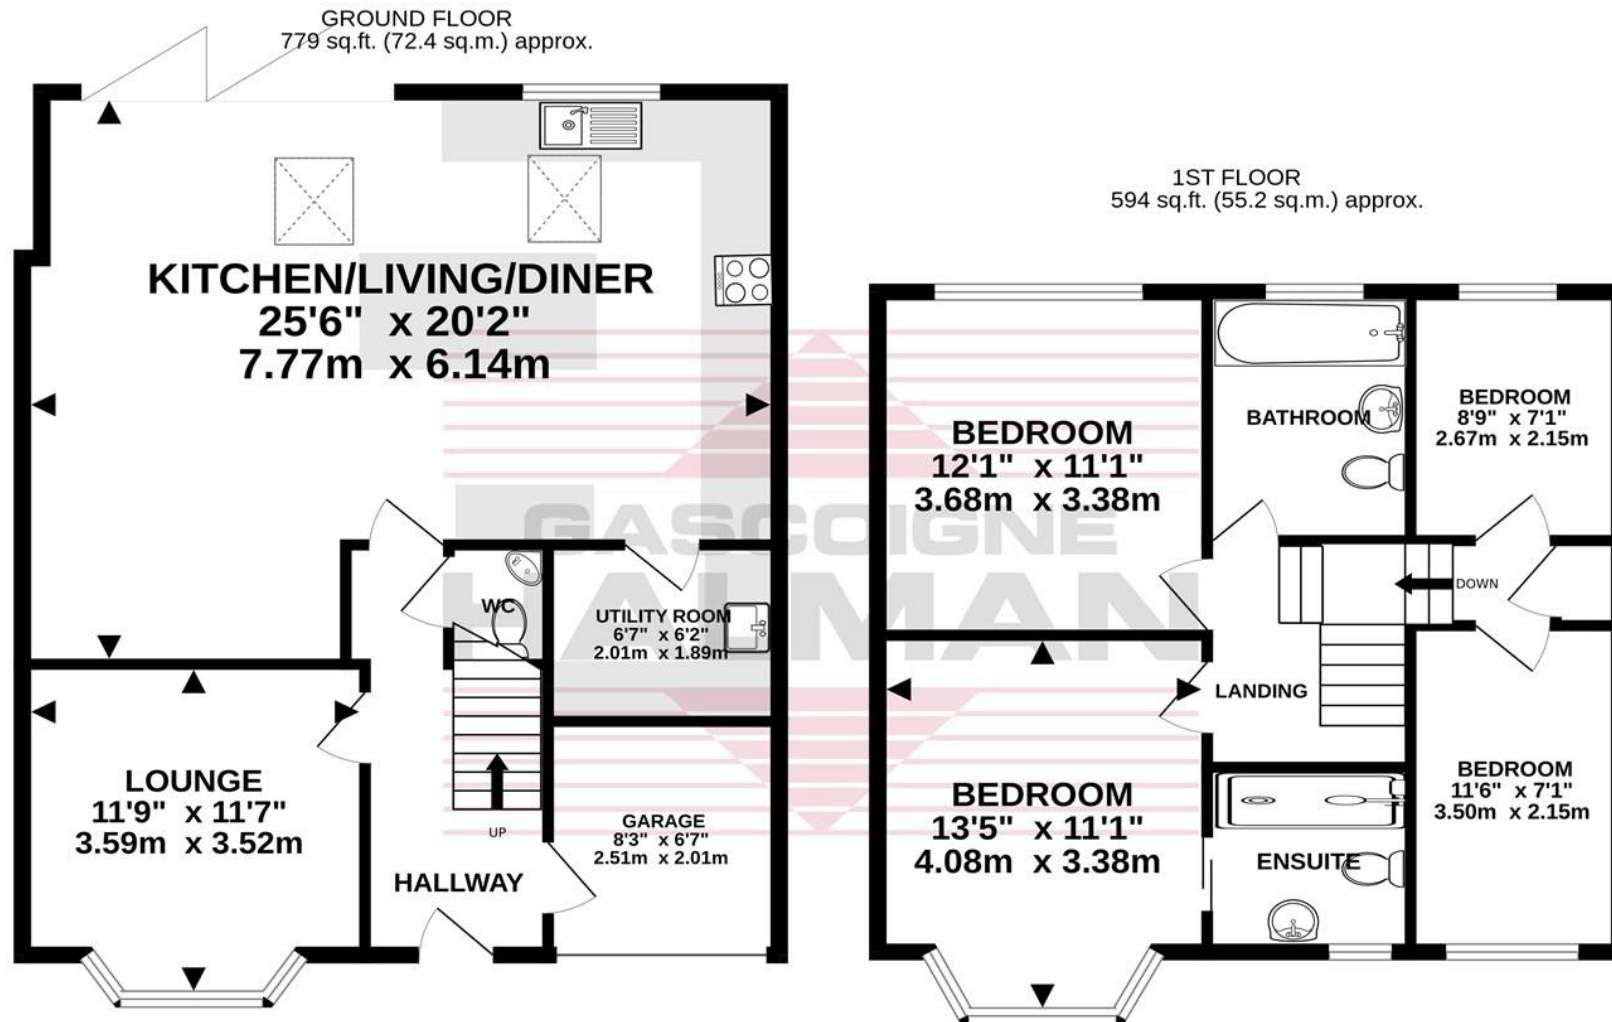 GROUND FLOOR
779 sq.ft. (72.4 sq.m.) approx.
KITCHEN/LIVING/DINER
25'6" x 20'2"
7.77m x 6.14m
WC
UTILITY ROOM
6'7" x 6'2"
2.01m x 1.89m
LOUNGE
11'9" x 11'7"
3.59m x 3.52m
UP
HALLWAY
GARAGE
8'3" x 6'7"
2.51m x 2.01m
1ST FLOOR
594 sq.ft. (55.2 sq.m.) approx.
BEDROOM
12'1" x 11'1"
3.68m x 3.38m
BATHROOM
BEDROOM
8'9" x 7'1"
2.67m x 2.15m
DOWN
LANDING
BEDROOM
13'5" x 11'1"
4.08m x 3.38m
ENSUITE
BEDROOM
11'6" x 7'1"
3.50m x 2.15m
GASCOIGNE
HALMAN